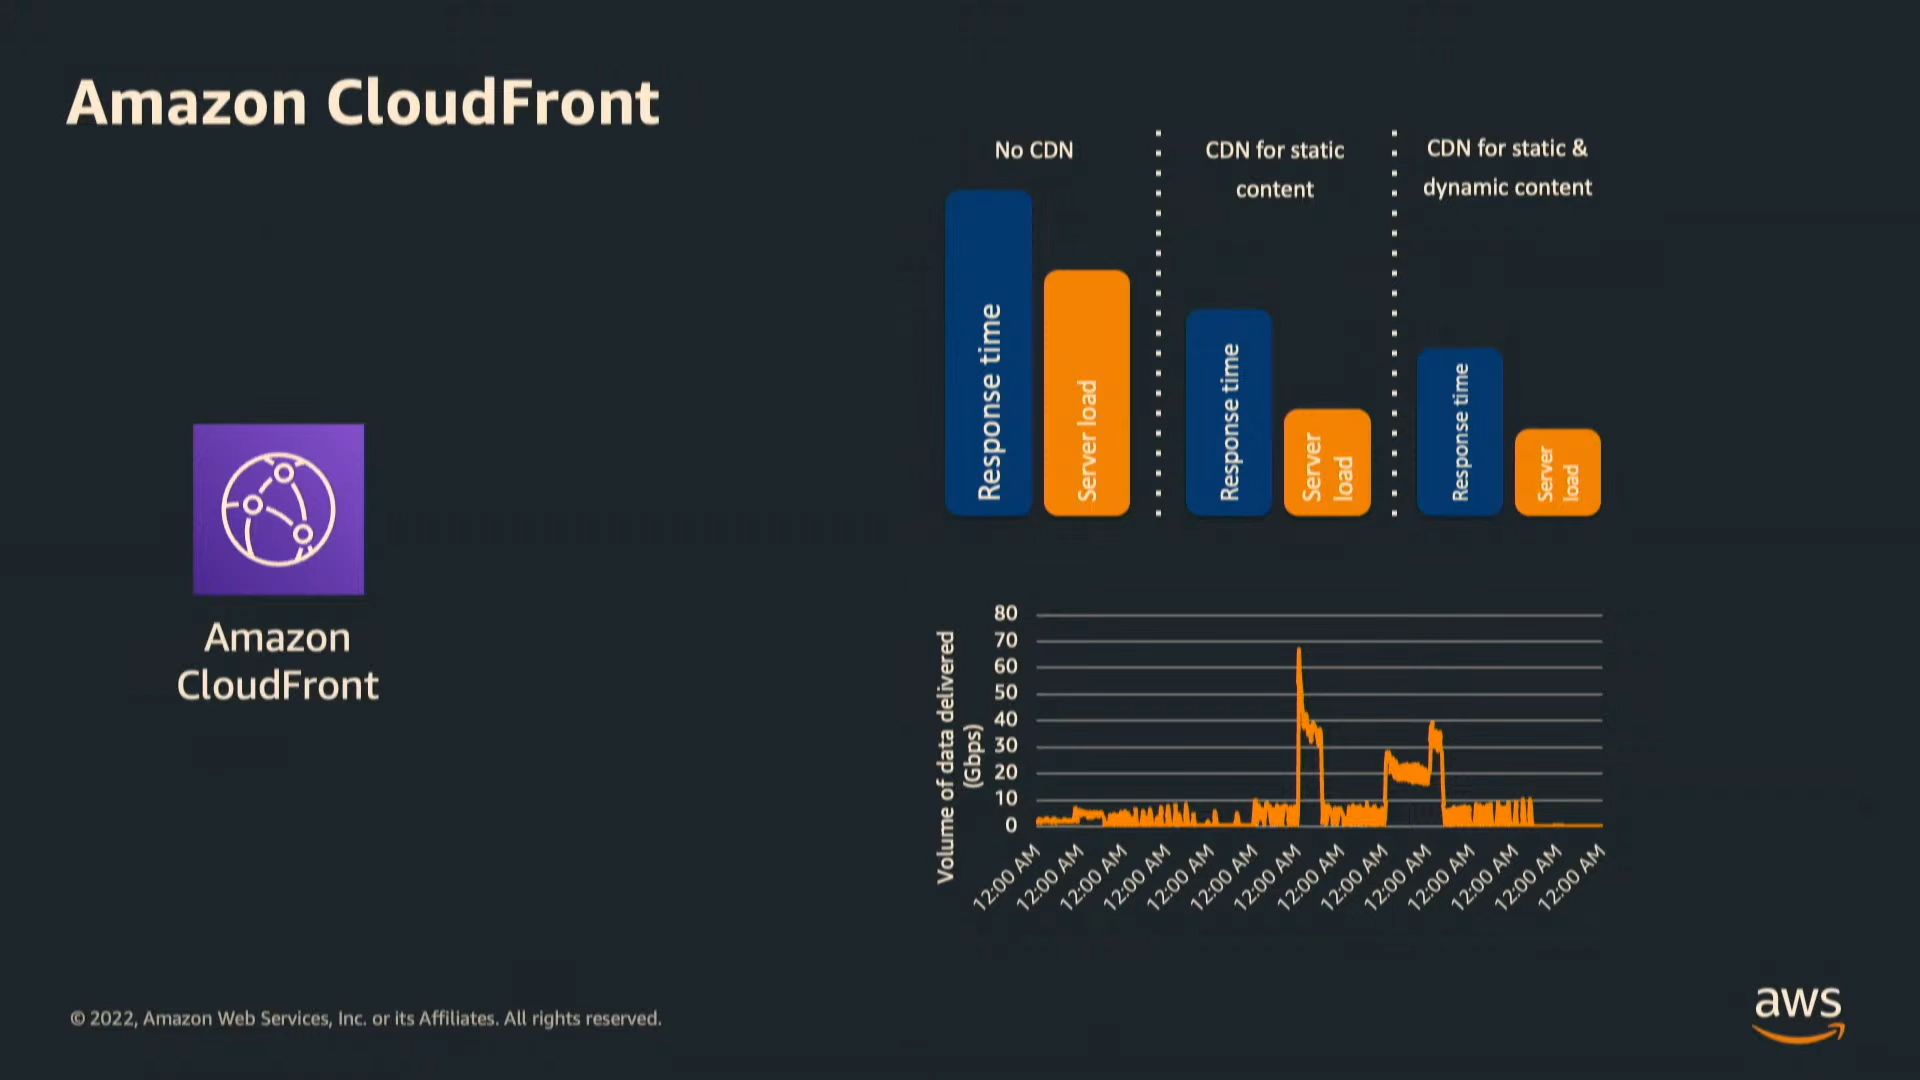 Amazon CloudFront
No CDN
CDN for static
content
CDN for static &
dynamic content
Response time
Server load
Response time
Server
load
Response time
Server
load
Amazon
CloudFront
Volume of data delivered
(Gbps)
80
70
60
50
40
30
20
10
0
12:00 AM
12:00 AM
12:00 AM
12:00 AM
12:00 AM
12:00 AM
12:00 AM
12:00 AM
12:00 AM
12:00 AM
12:00 AM
12:00 AM
12:00 AM
12:00 AM
© 2022, Amazon Web Services, Inc. or its Affiliates. All rights reserved.
aws